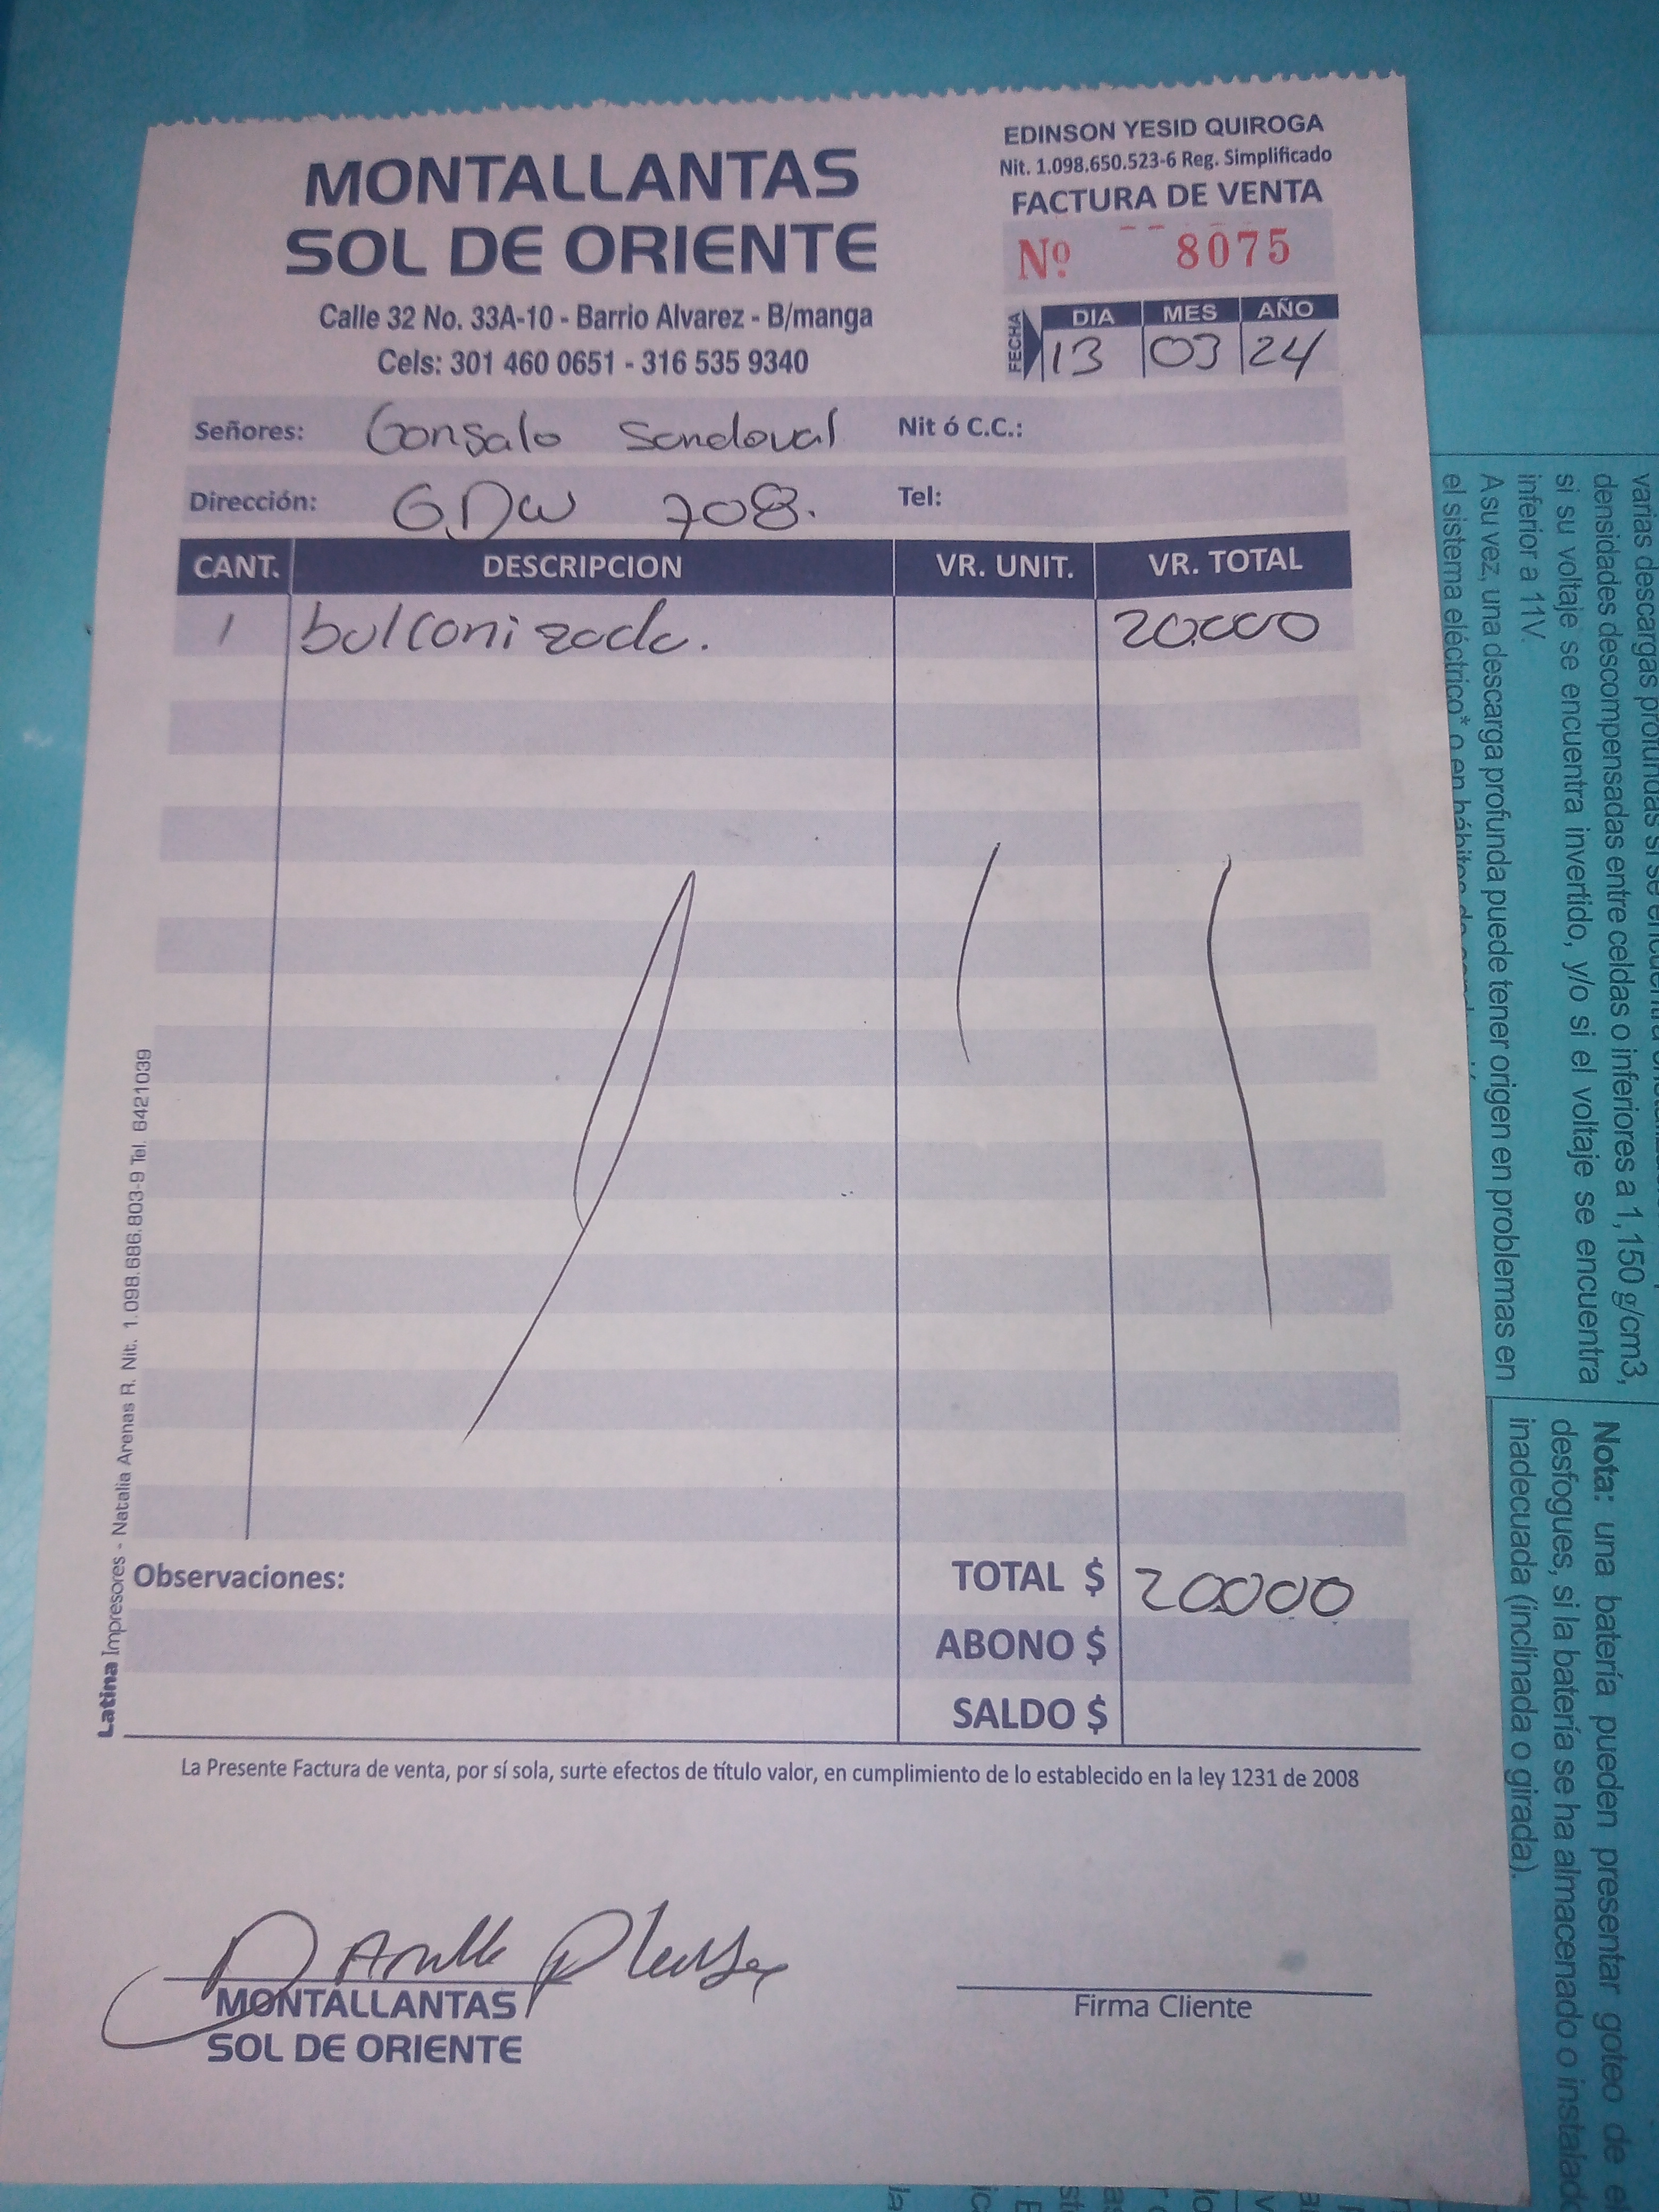 MONTALLANTAS
SOL DE ORIENTE
Calle 32 No. 33A-10 - Barrio Alvarez - B/manga
Cels: 301 460 0651 - 316 535 9340
EDINSON YESID QUIROGA
Nit. 1.098.650.523-6 Reg. Simplificado
FACTURA DE VENTA
Nº 8075
FECHA DIA MES AÑO
13 03 24
Señores: Gonsalo Sandoval Nit ó C.C.:
Dirección: GDW 708. Tel:
CANT. DESCRIPCION VR. UNIT. VR. TOTAL
1 bulconizada. 20.000
Observaciones:
TOTAL $ 20000
ABONO $
SALDO $
La Presente Factura de venta, por sí sola, surte efectos de título valor, en cumplimiento de lo establecido en la ley 1231 de 2008
MONTALLANTAS
SOL DE ORIENTE
Firma Cliente
Latina Impresores - Natalia Arenas R. Nit. 1.098.686.803-9 Tel. 6421039
densidades descompensadas entre celdas o inferiores a 1,150 g/cm3,
si su voltaje se encuentra invertido, y/o si el voltaje se encuentra
inferior a 11V.
A su vez, una descarga profunda puede tener origen en problemas en
el sistema eléctrico* o en hábitos de
Nota: una batería pueden presentar goteo de
desfogues, si la batería se ha almacenado o
inadecuada (inclinada o girada).